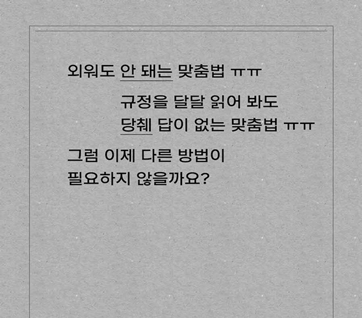 외워도 안 돼는 맞춤법 ㅠㅠ
규정을 달달 읽어 봐도
당췌 답이 없는 맞춤법 ㅠㅠ
그럼 이제 다른 방법이
필요하지 않을까요?